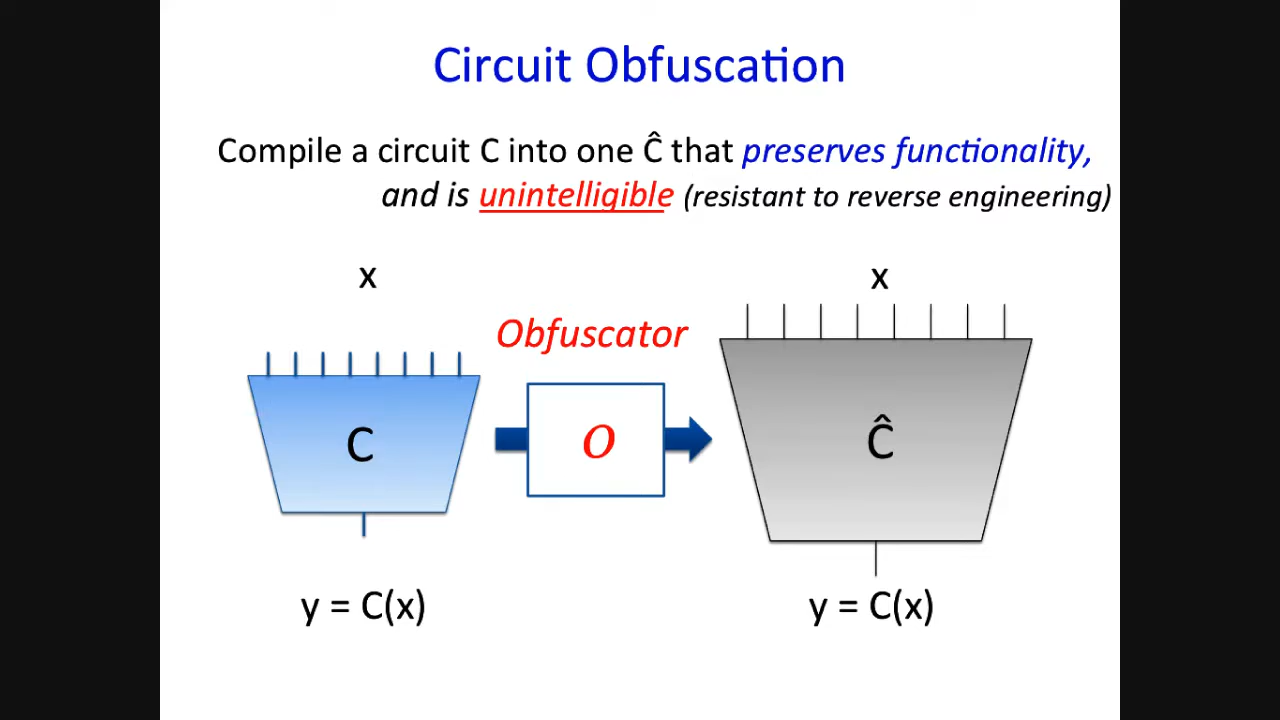 Circuit Obfuscation
Compile a circuit C into one Ĉ that preserves functionality,
and is unintelligible (resistant to reverse engineering)
x
x
Obfuscator
C
O
Ĉ
y = C(x)
y = C(x)